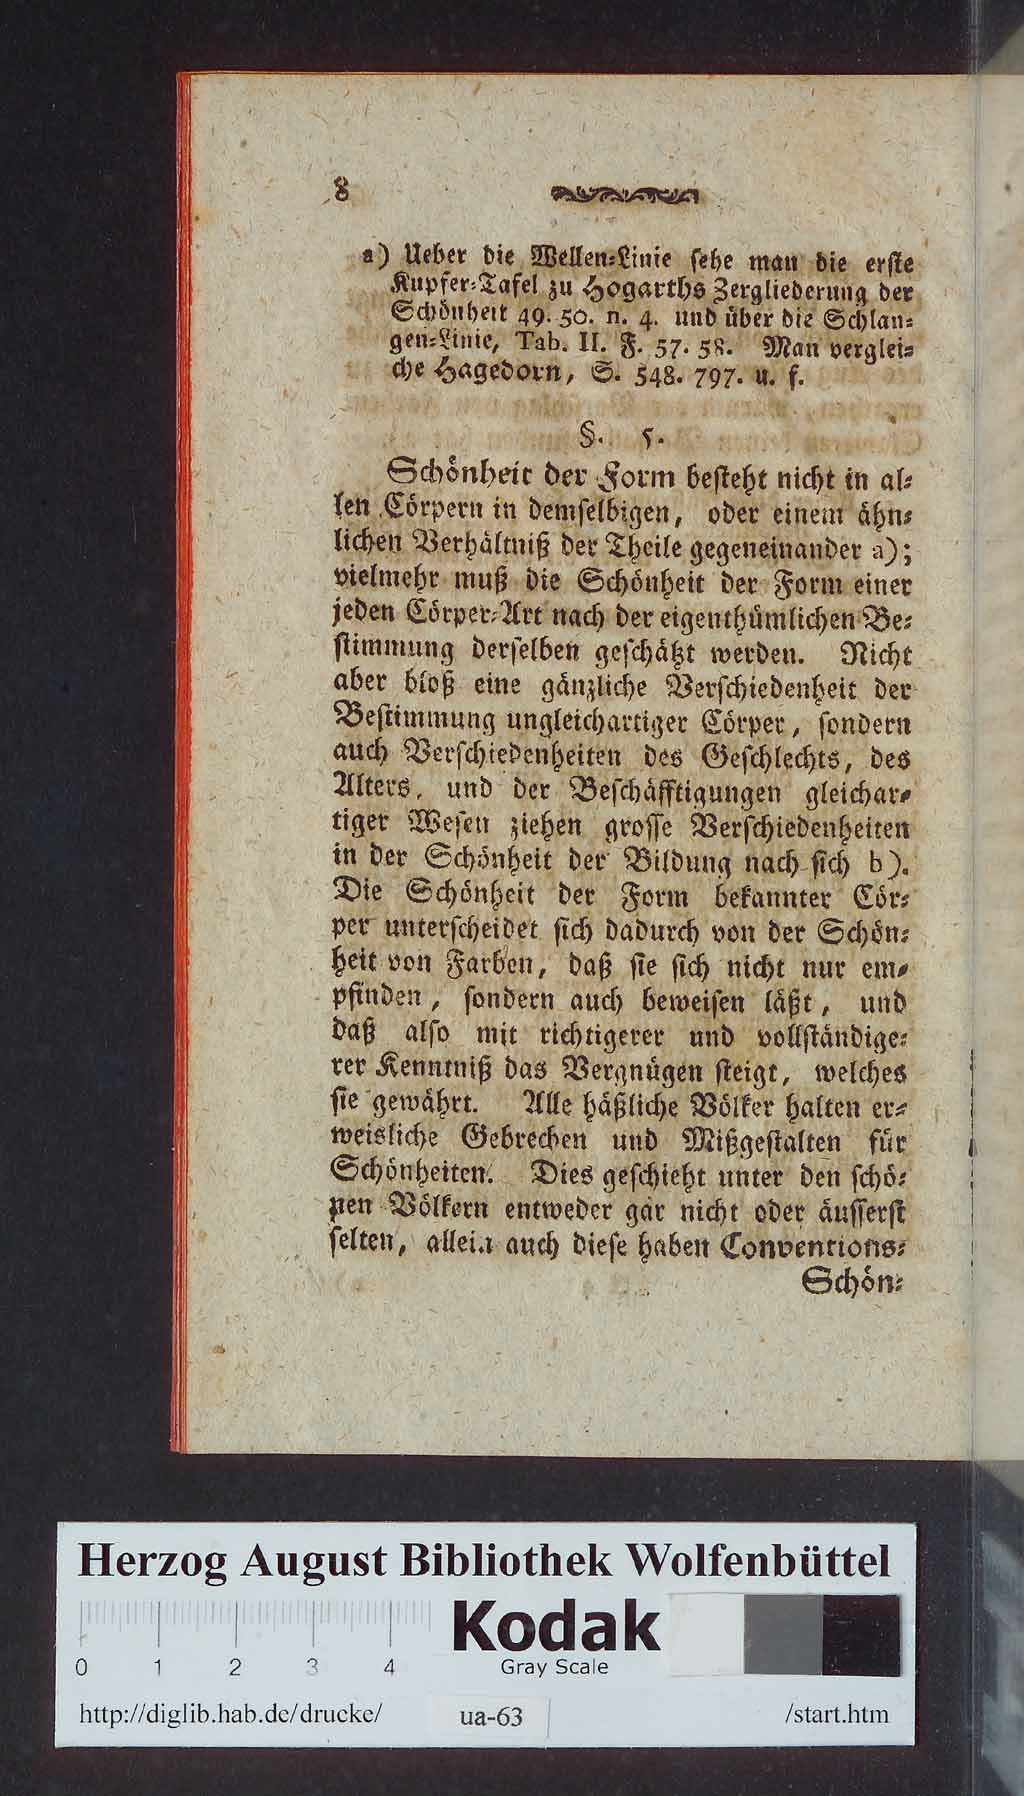 8
a) Ueber die Wellen-Linie sehe man die erste
Kupfer-Tafel zu Hogarths Zergliederung der
Schönheit 49. 50. n. 4. und über die Schlan-
gen-Linie, Tab. II. F. 57. 58. Man verglei-
che Hagedorn, S. 548. 797. u. f.
§. 5.
Schönheit der Form besteht nicht in al-
len Cörpern in demselbigen, oder einem ähn-
lichen Verhältniß der Theile gegeneinander a);
vielmehr muß die Schönheit der Form einer
jeden Cörper-Art nach der eigenthümlichen Be-
stimmung derselben geschätzt werden. Nicht
aber bloß eine gänzliche Verschiedenheit der
Bestimmung ungleichartiger Cörper, sondern
auch Verschiedenheiten des Geschlechts, des
Alters, und der Beschäfftigungen gleichar-
tiger Wesen ziehen grosse Verschiedenheiten
in der Schönheit der Bildung nach sich b).
Die Schönheit der Form bekannter Cör-
per unterscheidet sich dadurch von der Schön-
heit von Farben, daß sie sich nicht nur em-
pfinden, sondern auch beweisen läßt, und
daß also mit richtigerer und vollständige-
rer Kenntniß das Vergnügen steigt, welches
sie gewährt. Alle häßliche Völker halten er-
weisliche Gebrechen und Mißgestalten für
Schönheiten. Dies geschieht unter den schö-
nen Völkern entweder gar nicht oder äusserst
selten, allein auch diese haben Conventions-
Schön-
Herzog August Bibliothek Wolfenbüttel
Kodak
0 1 2 3 4 Gray Scale
http://diglib.hab.de/drucke/ ua-63 /start.htm